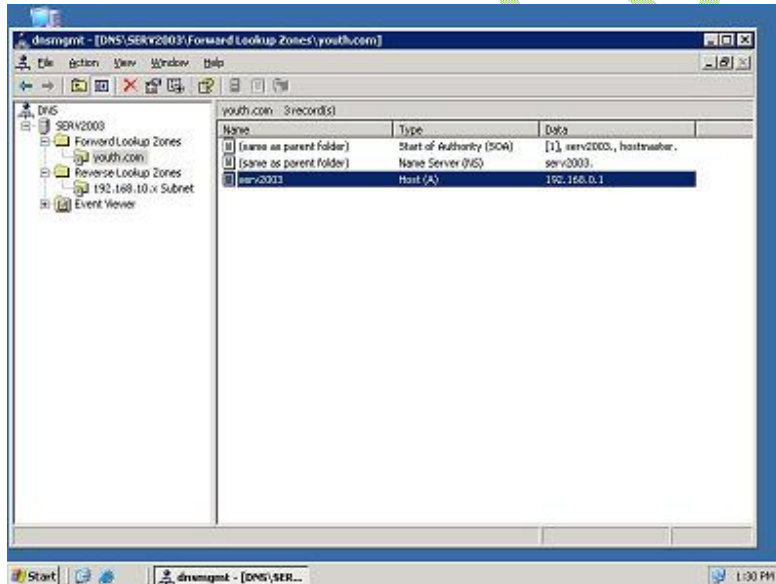 dnsmgmt - [DNS\SERV2003\Forward Lookup Zones\youth.com]
File Action View Window Help
DNS
SERV2003
Forward Lookup Zones
youth.com
Reverse Lookup Zones
192.168.10.x Subnet
Event Viewer
youth.com 3 record(s)
Name Type Data
(same as parent folder) Start of Authority (SOA) [1], serv2003., hostmaster.
(same as parent folder) Name Server (NS) serv2003.
serv2003 Host (A) 192.168.0.1
Start dnsmgmt - [DNS\SER... 1:30 PM